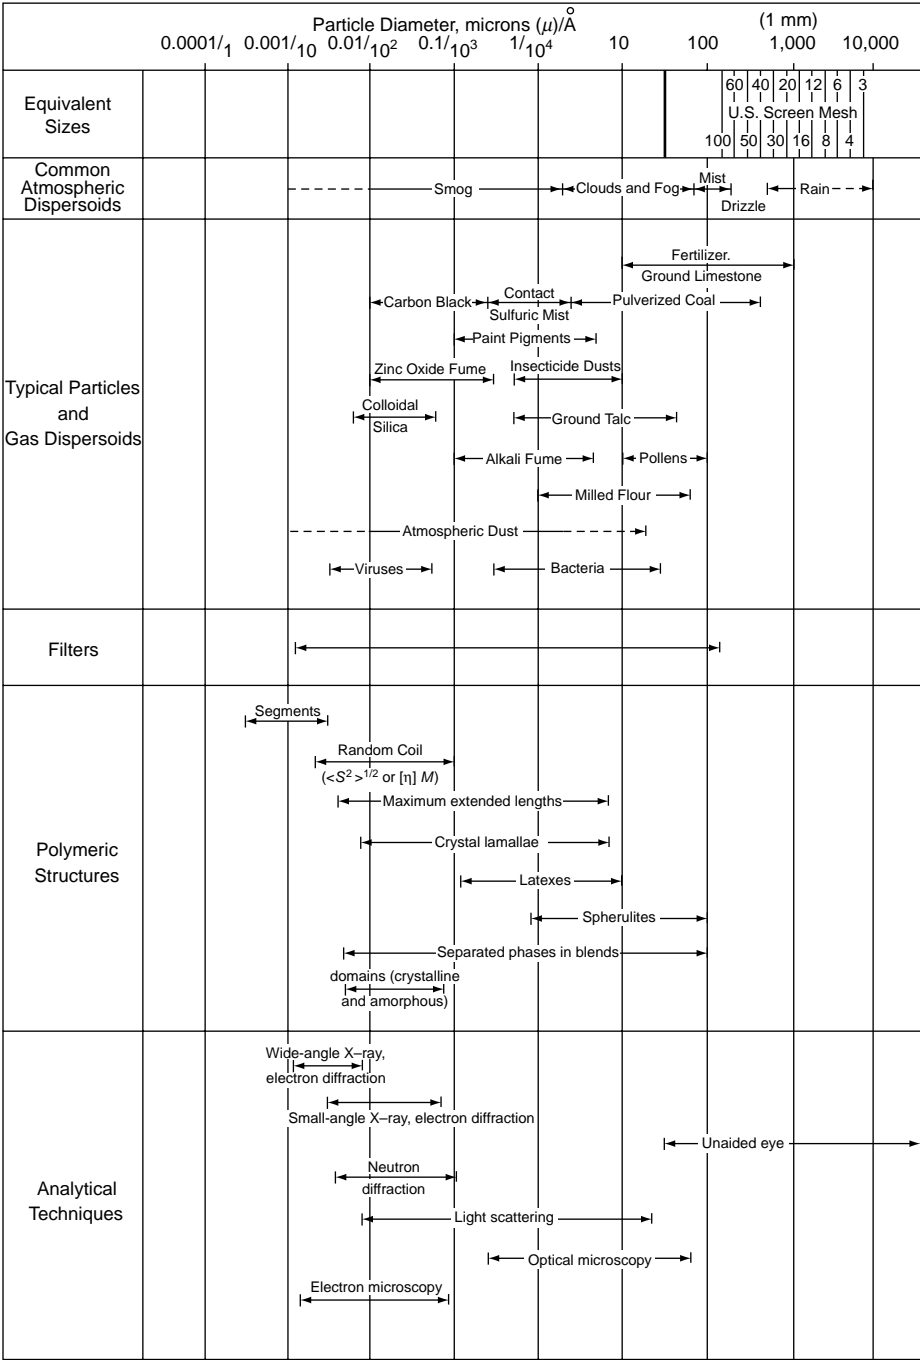 Particle Diameter, microns (μ)/Å
(1 mm)
0.0001/1 0.001/10 0.01/10² 0.1/10³ 1/10⁴ 10 100 1,000 10,000
Equivalent
Sizes
60 40 20 12 6 3
U.S. Screen Mesh
100 50 30 16 8 4
Common
Atmospheric
Dispersoids
Smog
Clouds and Fog
Mist
Drizzle
Rain
Typical Particles
and
Gas Dispersoids
Fertilizer.
Ground Limestone
Carbon Black
Contact
Sulfuric Mist
Pulverized Coal
Paint Pigments
Zinc Oxide Fume
Insecticide Dusts
Colloidal
Silica
Ground Talc
Alkali Fume
Pollens
Milled Flour
Atmospheric Dust
Viruses
Bacteria
Filters
Polymeric
Structures
Segments
Random Coil
(<S²>¹/² or [η] M)
Maximum extended lengths
Crystal lamallae
Latexes
Spherulites
Separated phases in blends
domains (crystalline
and amorphous)
Analytical
Techniques
Wide-angle X–ray,
electron diffraction
Small-angle X–ray, electron diffraction
Unaided eye
Neutron
diffraction
Light scattering
Optical microscopy
Electron microscopy